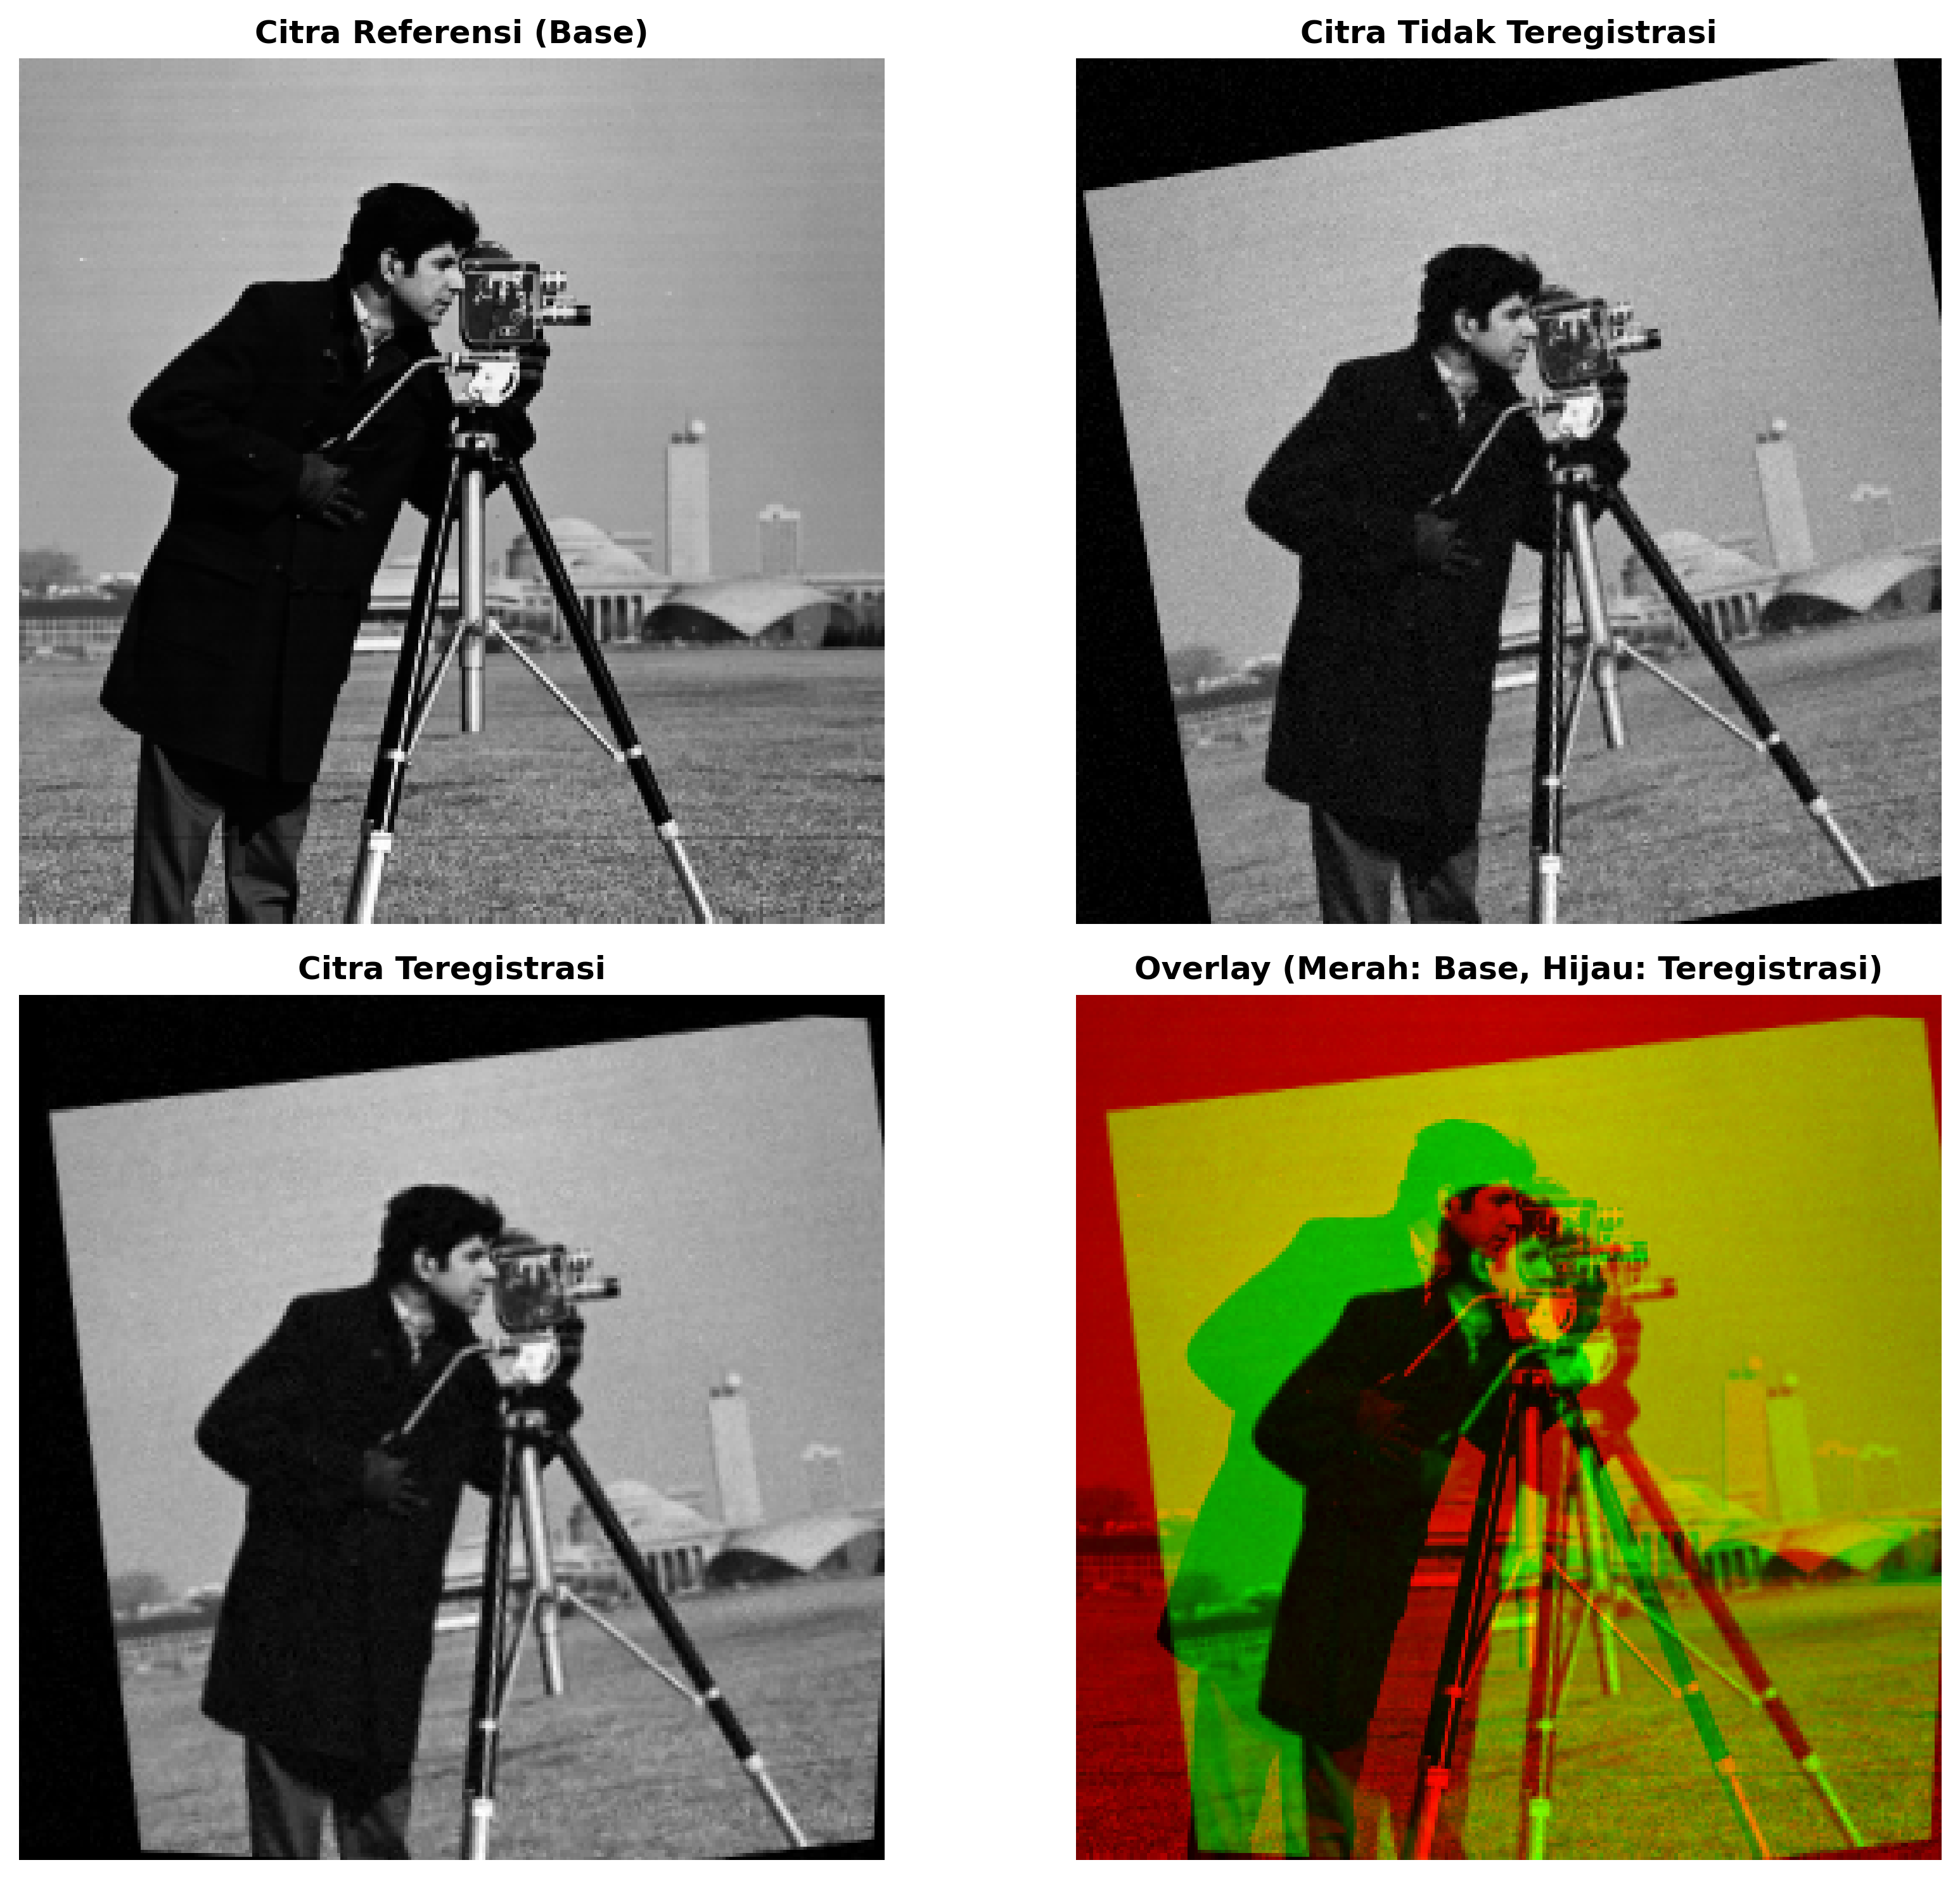 Citra Referensi (Base)
Citra Tidak Teregistrasi
Citra Teregistrasi
Overlay (Merah: Base, Hijau: Teregistrasi)